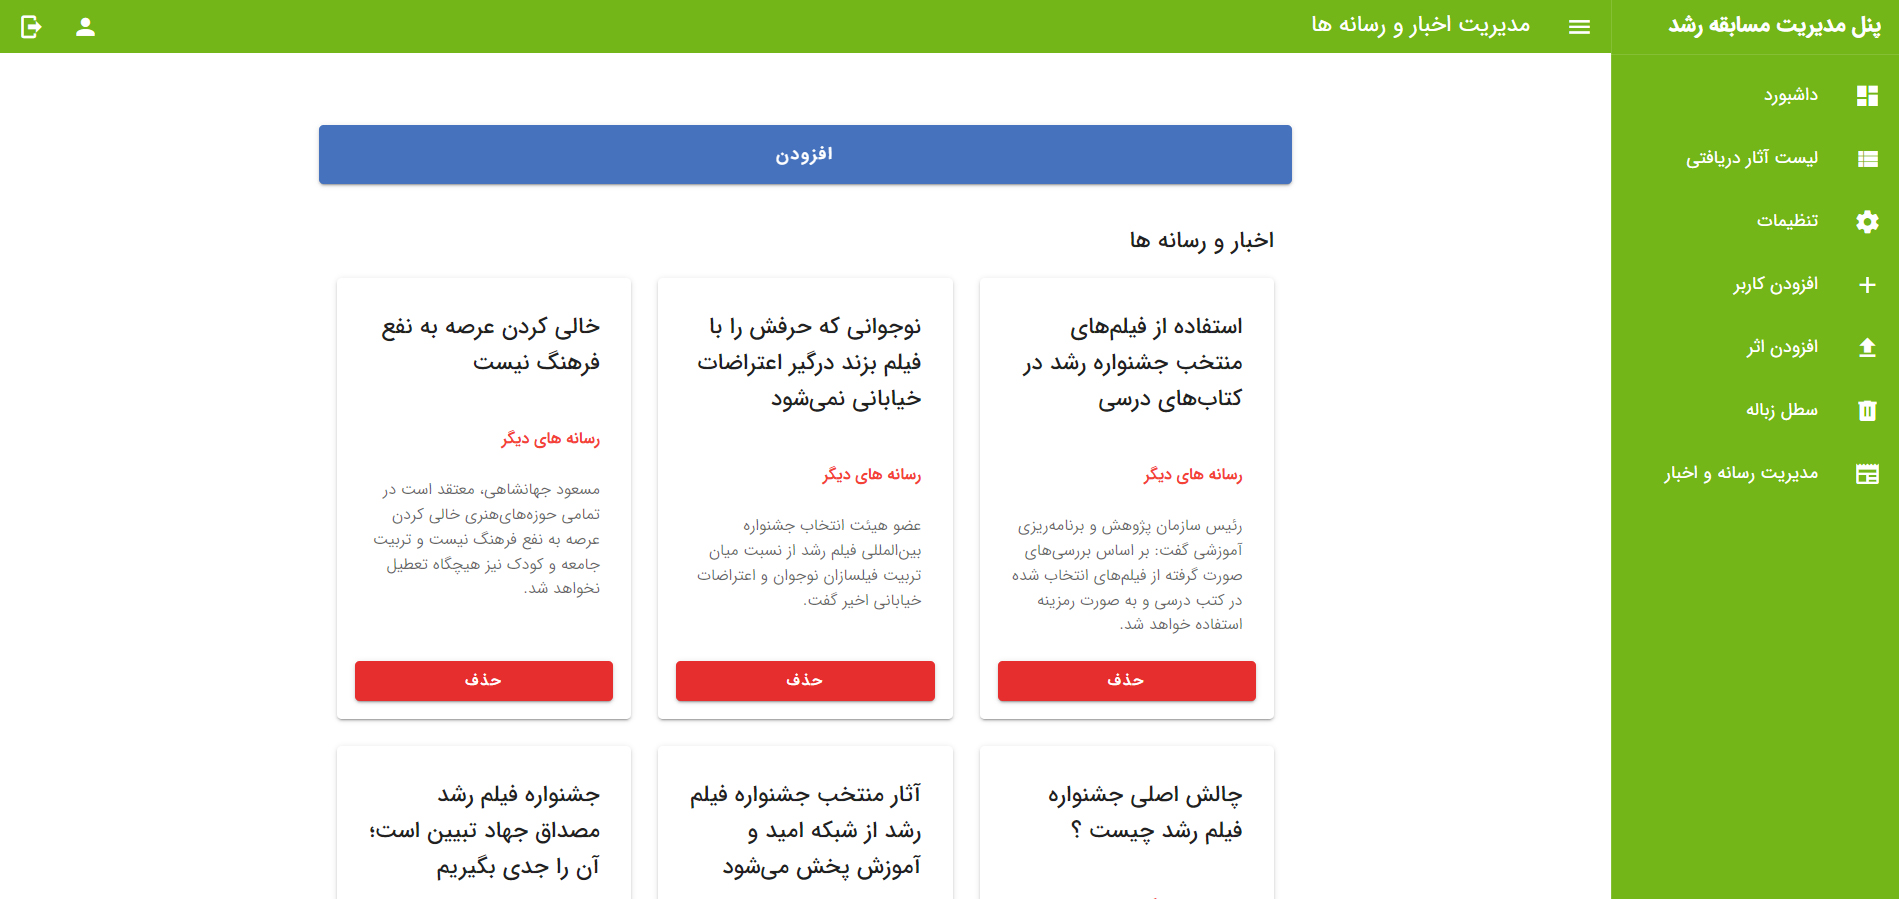 پنل مدیریت مسابقه رشد
داشبورد
لیست آثار دریافتی
تنظیمات
افزودن کاربر
افزودن اثر
سطل زباله
مدیریت رسانه و اخبار
مدیریت اخبار و رسانه ها
افزودن
اخبار و رسانه ها
استفاده از فیلم‌های
منتخب جشنواره رشد در
کتاب‌های درسی
رسانه های دیگر
رئیس سازمان پژوهش و برنامه‌ریزی
آموزشی گفت: بر اساس بررسی‌های
صورت گرفته از فیلم‌های انتخاب شده
در کتب درسی و به صورت رمزینه
استفاده خواهد شد.
حذف
نوجوانی که حرفش را با
فیلم بزند درگیر اعتراضات
خیابانی نمی‌شود
رسانه های دیگر
عضو هیئت انتخاب جشنواره
بین‌المللی فیلم رشد از نسبت میان
تربیت فیلسازان نوجوان و اعتراضات
خیابانی اخیر گفت.
حذف
خالی کردن عرصه به نفع
فرهنگ نیست
رسانه های دیگر
مسعود جهانشاهی، معتقد است در
تمامی حوزه‌های‌هنری خالی کردن
عرصه به نفع فرهنگ نیست و تربیت
جامعه و کودک نیز هیچگاه تعطیل
نخواهد شد.
حذف
چالش اصلی جشنواره
فیلم رشد چیست ؟
آثار منتخب جشنواره فیلم
رشد از شبکه امید و
آموزش پخش می‌شود
جشنواره فیلم رشد
مصداق جهاد تبیین است؛
آن را جدی بگیریم